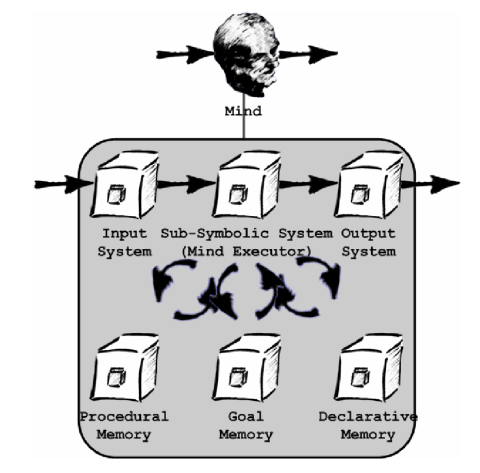 Mind
Input Sub-Symbolic System Output
System (Mind Executor) System
Procedural Goal Declarative
Memory Memory Memory